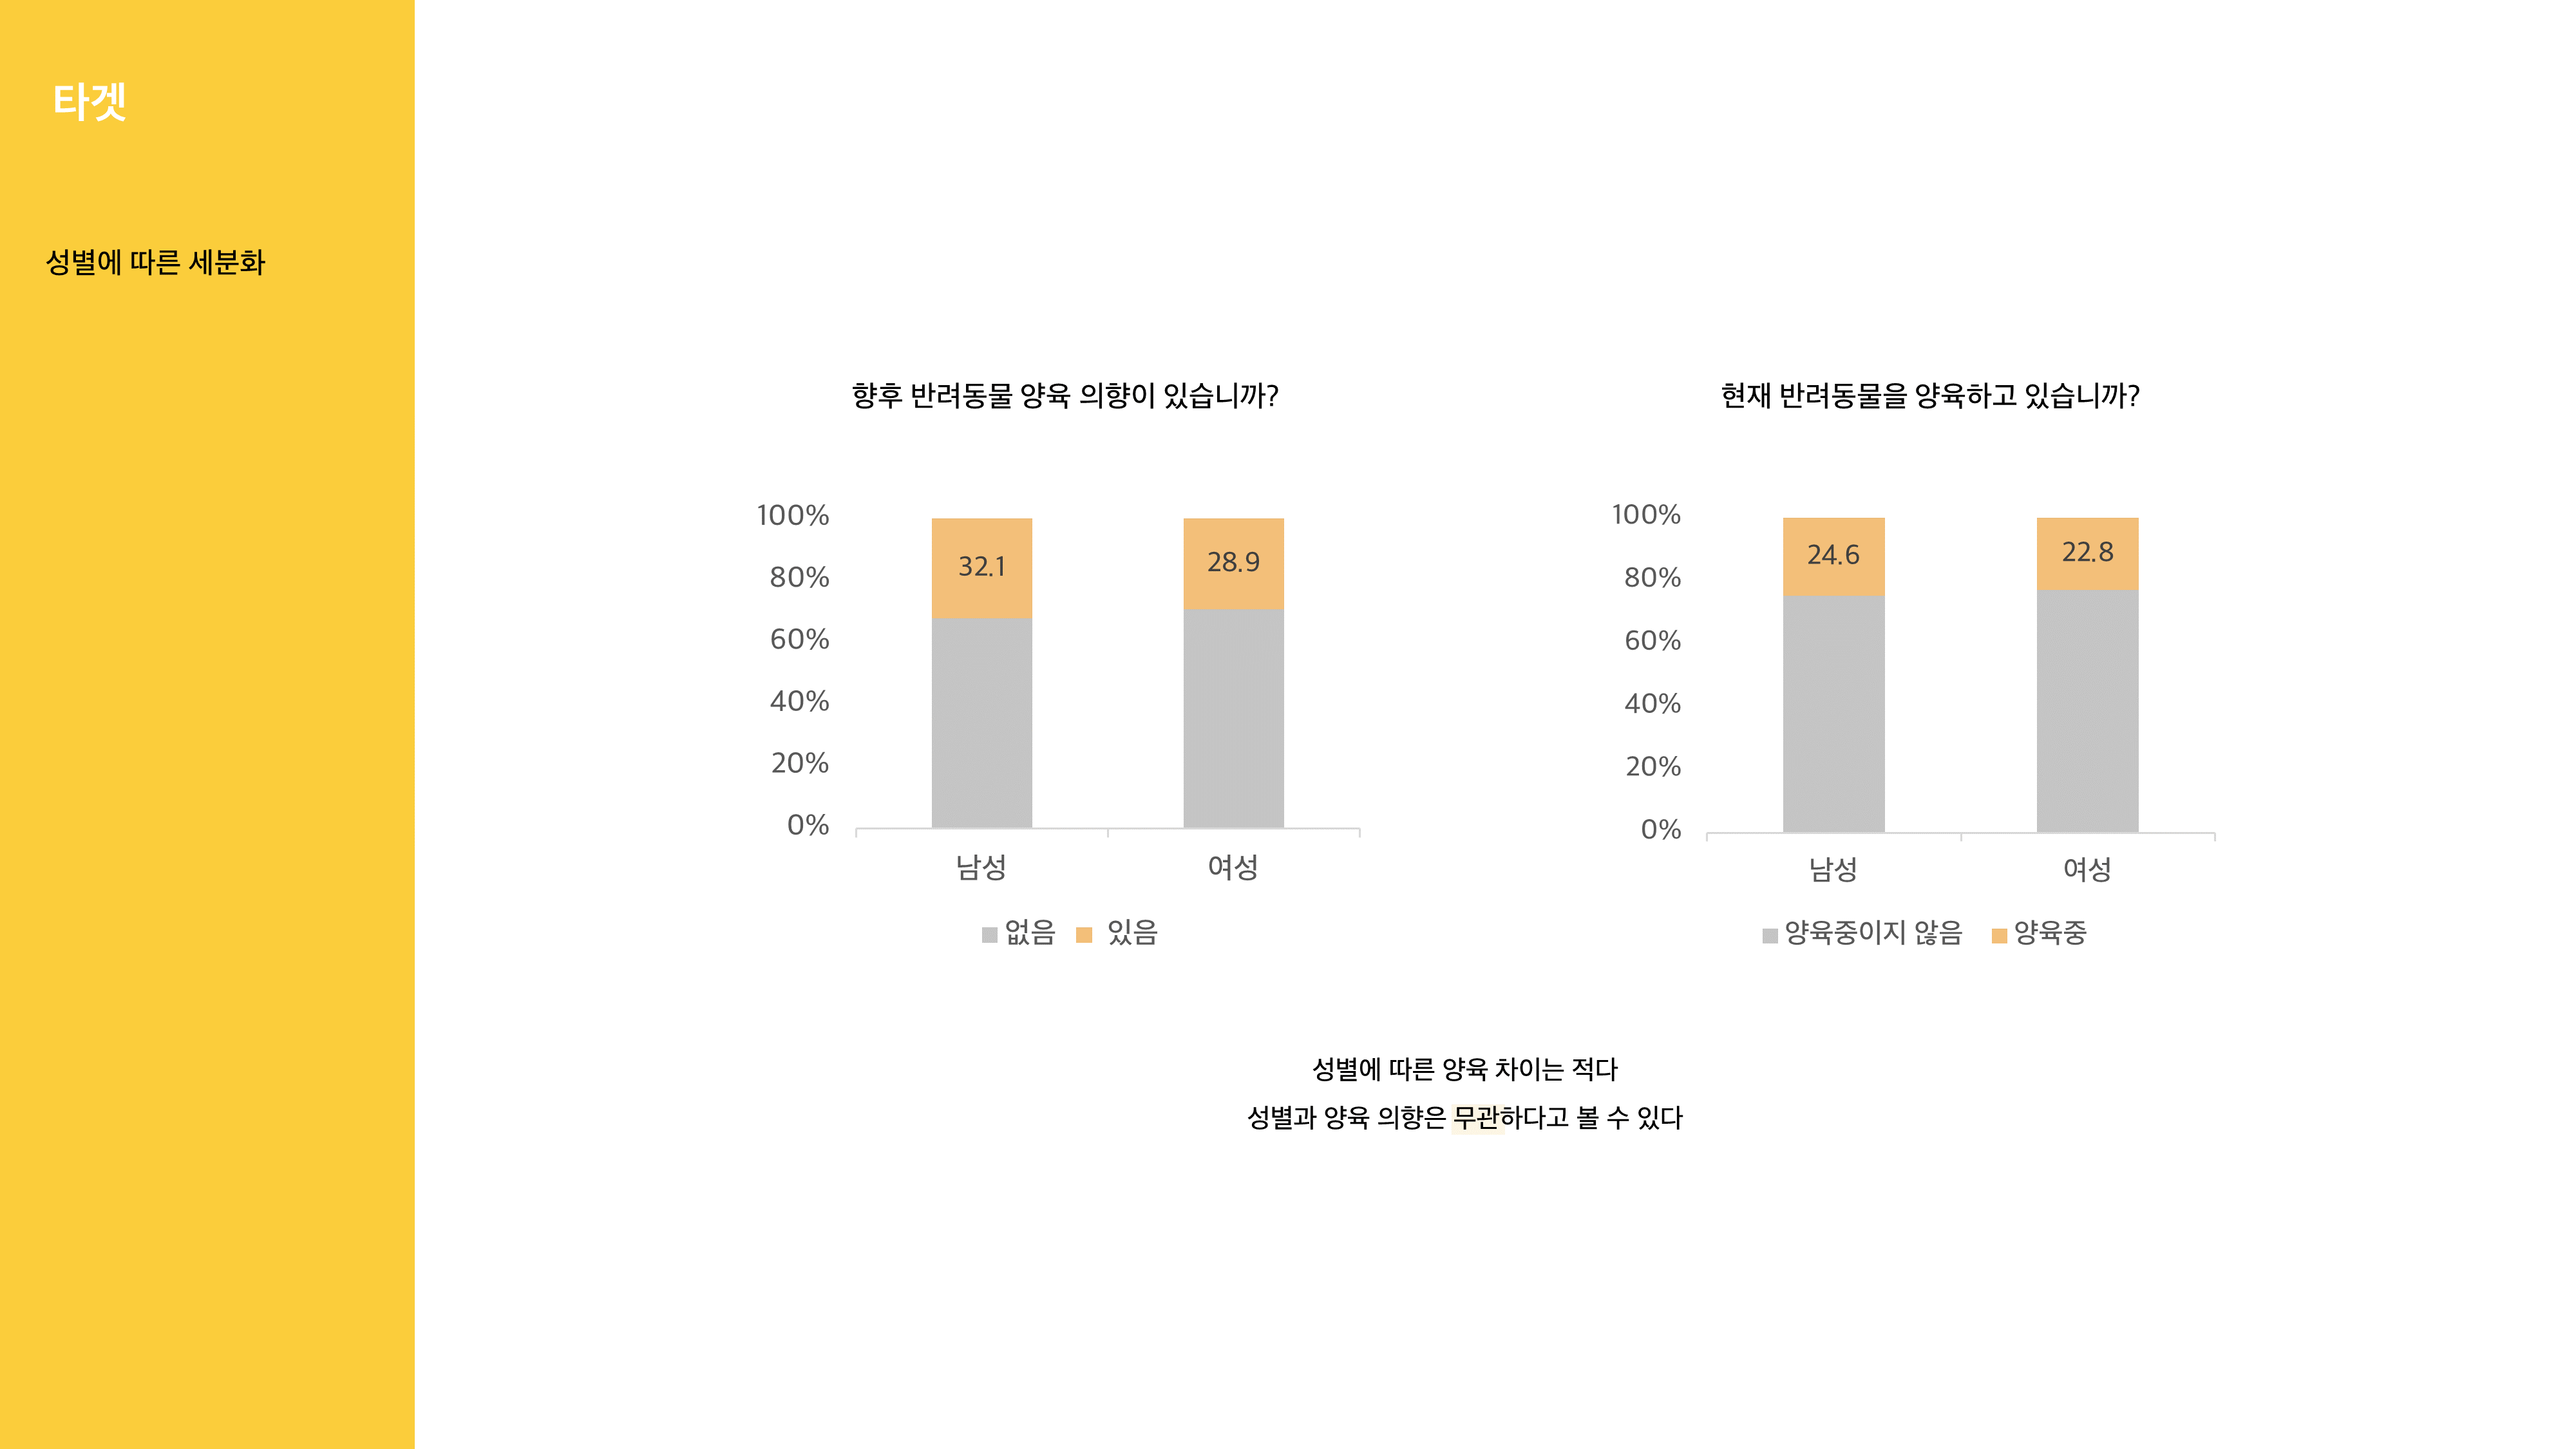 타겟
성별에 따른 세분화
향후 반려동물 양육 의향이 있습니까?
100%
80%
60%
40%
20%
0%
32.1
28.9
남성
여성
없음
있음
현재 반려동물을 양육하고 있습니까?
100%
80%
60%
40%
20%
0%
24.6
22.8
남성
여성
양육중이지 않음
양육중
성별에 따른 양육 차이는 적다
성별과 양육 의향은 무관하다고 볼 수 있다